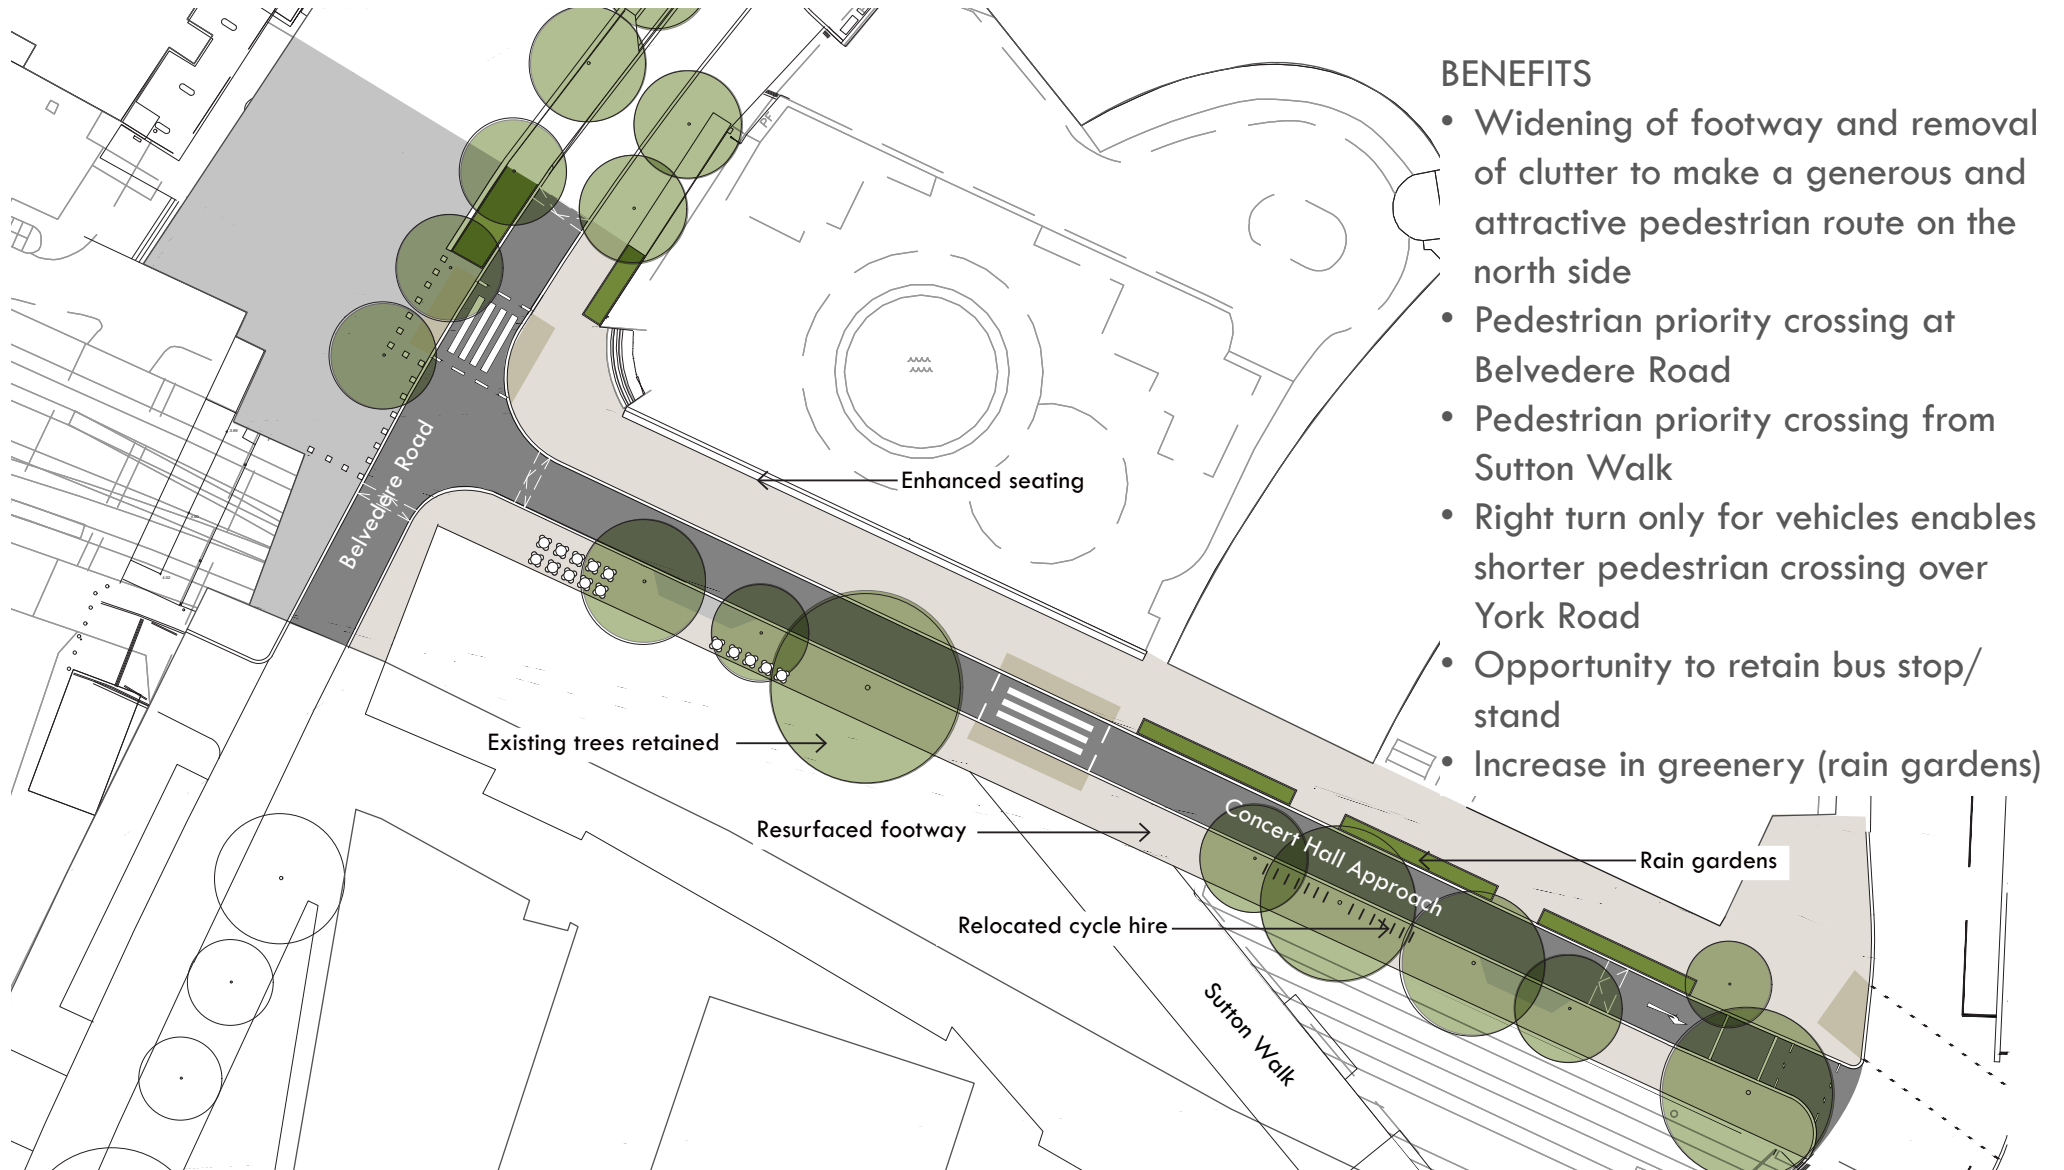 BENEFITS
• Widening of footway and removal
of clutter to make a generous and
attractive pedestrian route on the
north side
• Pedestrian priority crossing at
Belvedere Road
• Pedestrian priority crossing from
Sutton Walk
• Right turn only for vehicles enables
shorter pedestrian crossing over
York Road
• Opportunity to retain bus stop/
stand
• Increase in greenery (rain gardens)
Belvedere Road
Enhanced seating
Existing trees retained
Resurfaced footway
Concert Hall Approach
Rain gardens
Relocated cycle hire
Sutton Walk